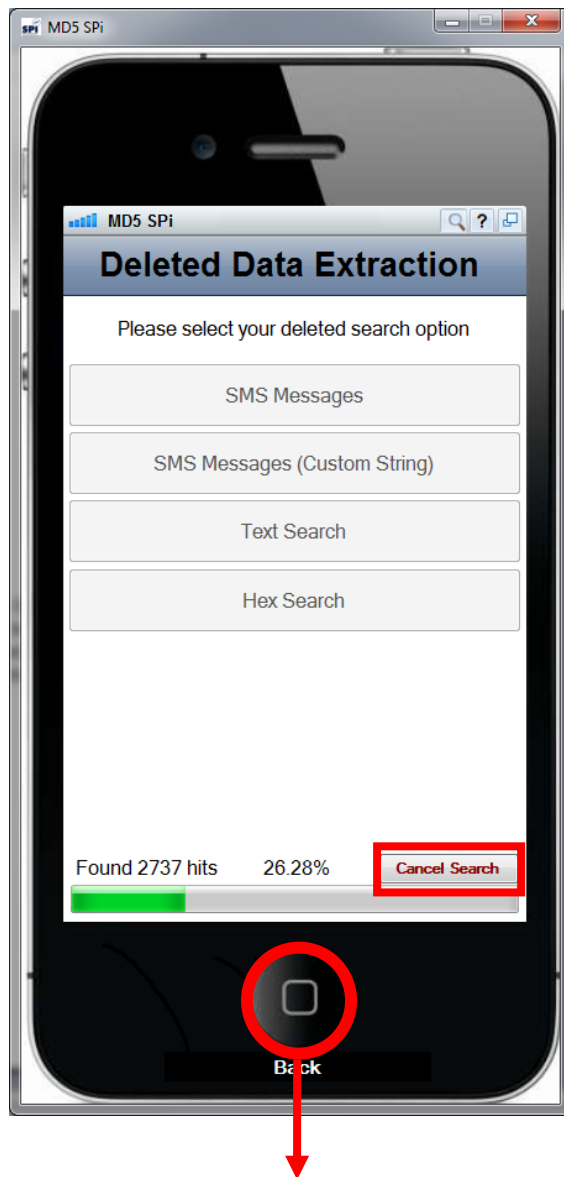 SPi MD5 SPi
MD5 SPi ?
Deleted Data Extraction
Please select your deleted search option
SMS Messages
SMS Messages (Custom String)
Text Search
Hex Search
Found 2737 hits 26.28% Cancel Search
Back